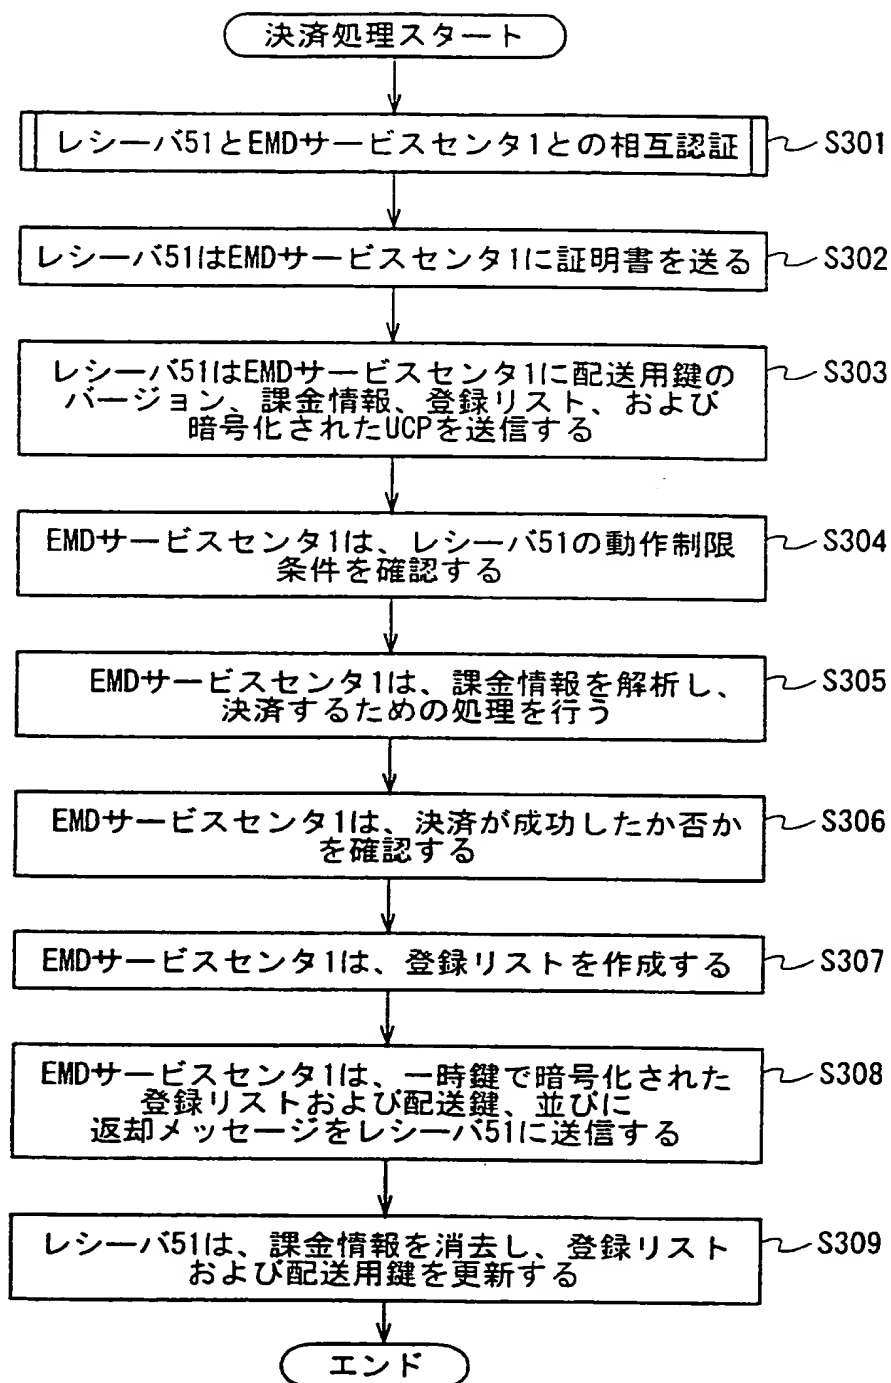 決済処理スタート
レシーバ51とEMDサービスセンタ1との相互認証
S301
レシーバ51はEMDサービスセンタ1に証明書を送る
S302
レシーバ51はEMDサービスセンタ1に配送用鍵の
バージョン、課金情報、登録リスト、および
暗号化されたUCPを送信する
S303
EMDサービスセンタ1は、レシーバ51の動作制限
条件を確認する
S304
EMDサービスセンタ1は、課金情報を解析し、
決済するための処理を行う
S305
EMDサービスセンタ1は、決済が成功したか否か
を確認する
S306
EMDサービスセンタ1は、登録リストを作成する
S307
EMDサービスセンタ1は、一時鍵で暗号化された
登録リストおよび配送鍵、並びに
返却メッセージをレシーバ51に送信する
S308
レシーバ51は、課金情報を消去し、登録リスト
および配送用鍵を更新する
S309
エンド